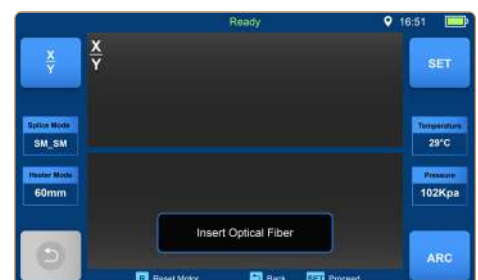 Ready
16:51
X
Y
X
Y
SET
Splice Mode
SM_SM
Temperature
29°C
Heater Mode
60mm
Pressure
102Kpa
Insert Optical Fiber
ARC
R Reset Motor
Back
SET Proceed